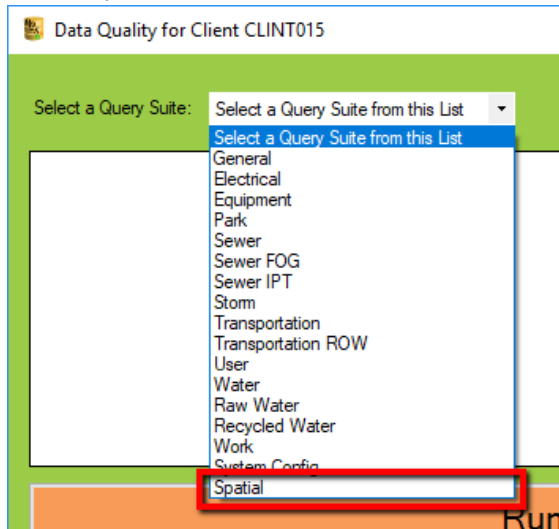 Data Quality for Client CLINT015
Select a Query Suite: Select a Query Suite from this List
Select a Query Suite from this List
General
Electrical
Equipment
Park
Sewer
Sewer FOG
Sewer IPT
Storm
Transportation
Transportation ROW
User
Water
Raw Water
Recycled Water
Work
System Config
Spatial
Run